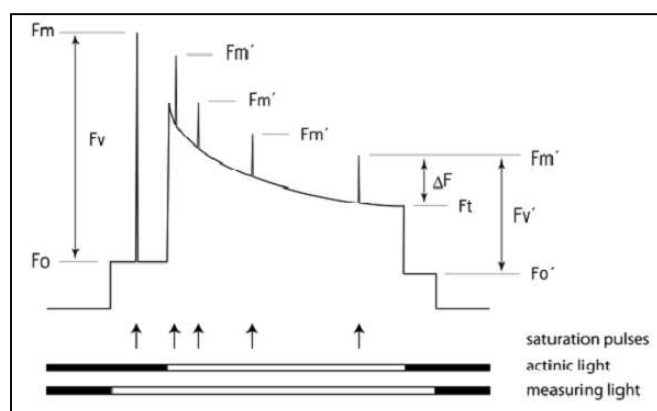 Fm
Fm´
Fm´
Fv
Fm´
Fm´
ΔF
Ft
Fv´
Fo
Fo´
saturation pulses
actinic light
measuring light